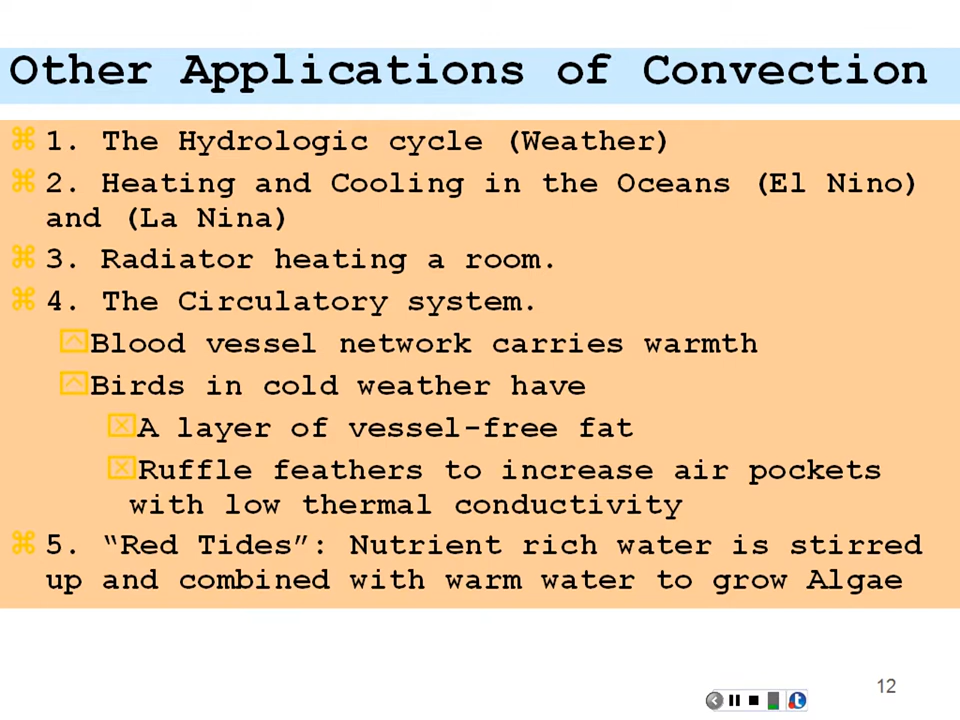 Other Applications of Convection
1. The Hydrologic cycle (Weather)
2. Heating and Cooling in the Oceans (El Nino)
and (La Nina)
3. Radiator heating a room.
4. The Circulatory system.
Blood vessel network carries warmth
Birds in cold weather have
A layer of vessel-free fat
Ruffle feathers to increase air pockets
with low thermal conductivity
5. “Red Tides”: Nutrient rich water is stirred
up and combined with warm water to grow Algae
12